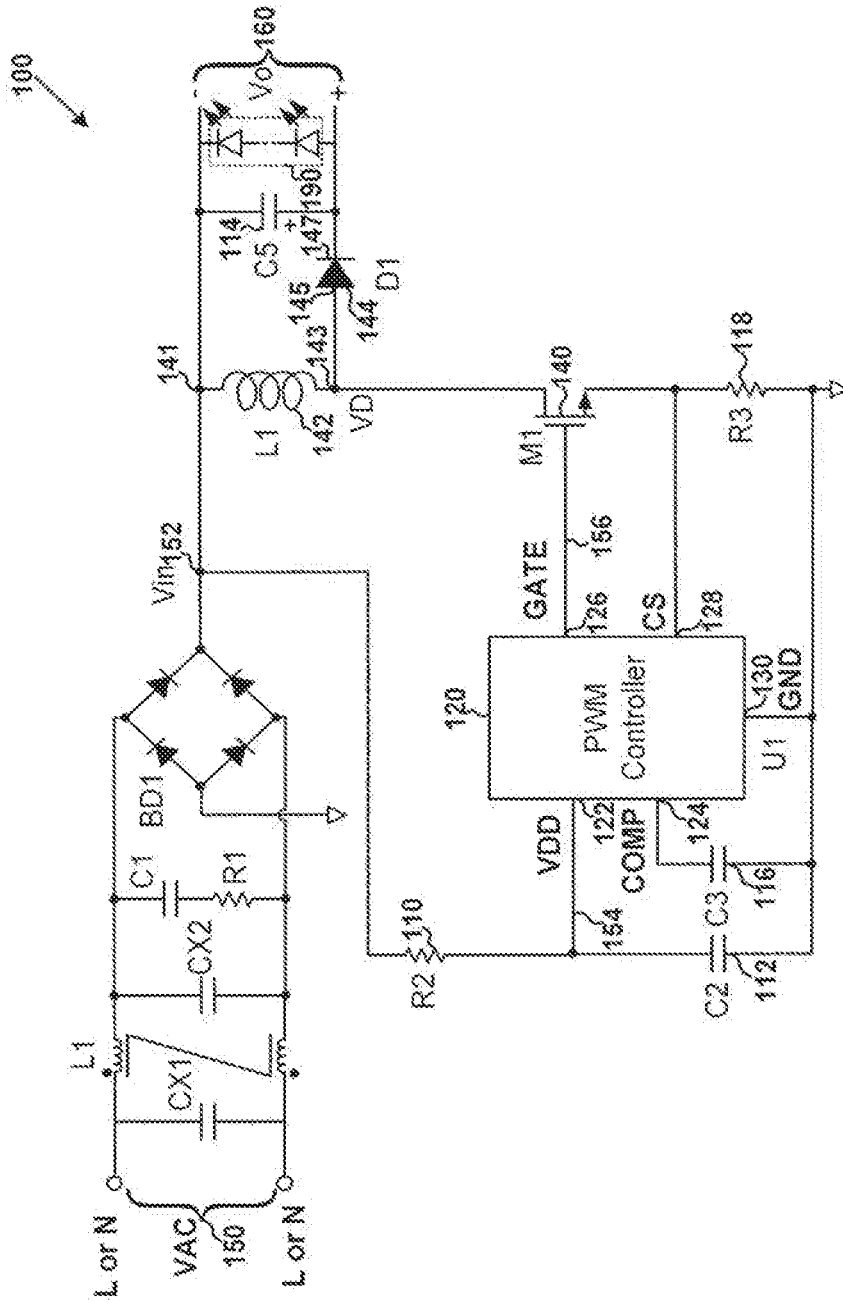 100
L or N
VAC
150
L or N
L1
CX1
CX2
C1
R1
BD1
Vin
152
141
L1
142
143
VD
145
144
D1
147
114
C5
+
190
-
Vo
160
+
R2
110
154
VDD
122
COMP
124
C2
112
C3
116
120
PWM
Controller
U1
130
GND
GATE
126
156
CS
128
M1
140
R3
118